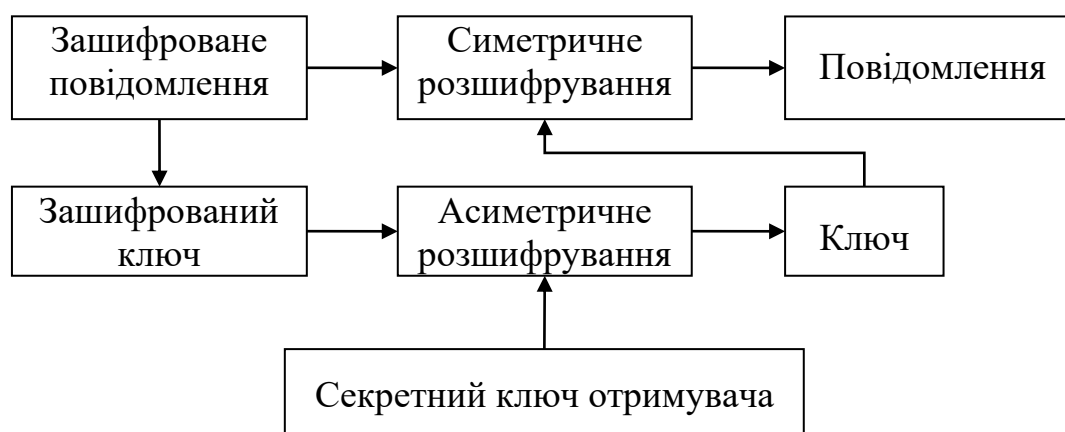 Зашифроване
повідомлення
Симетричне
розшифрування
Повідомлення
Зашифрований
ключ
Асиметричне
розшифрування
Ключ
Секретний ключ отримувача